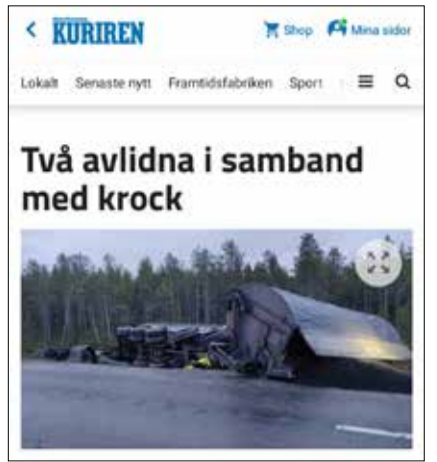 KURIREN
Shop
Mina sidor
Lokalt Senaste nytt Framtidsfabriken Sport
Två avlidna i samband
med krock